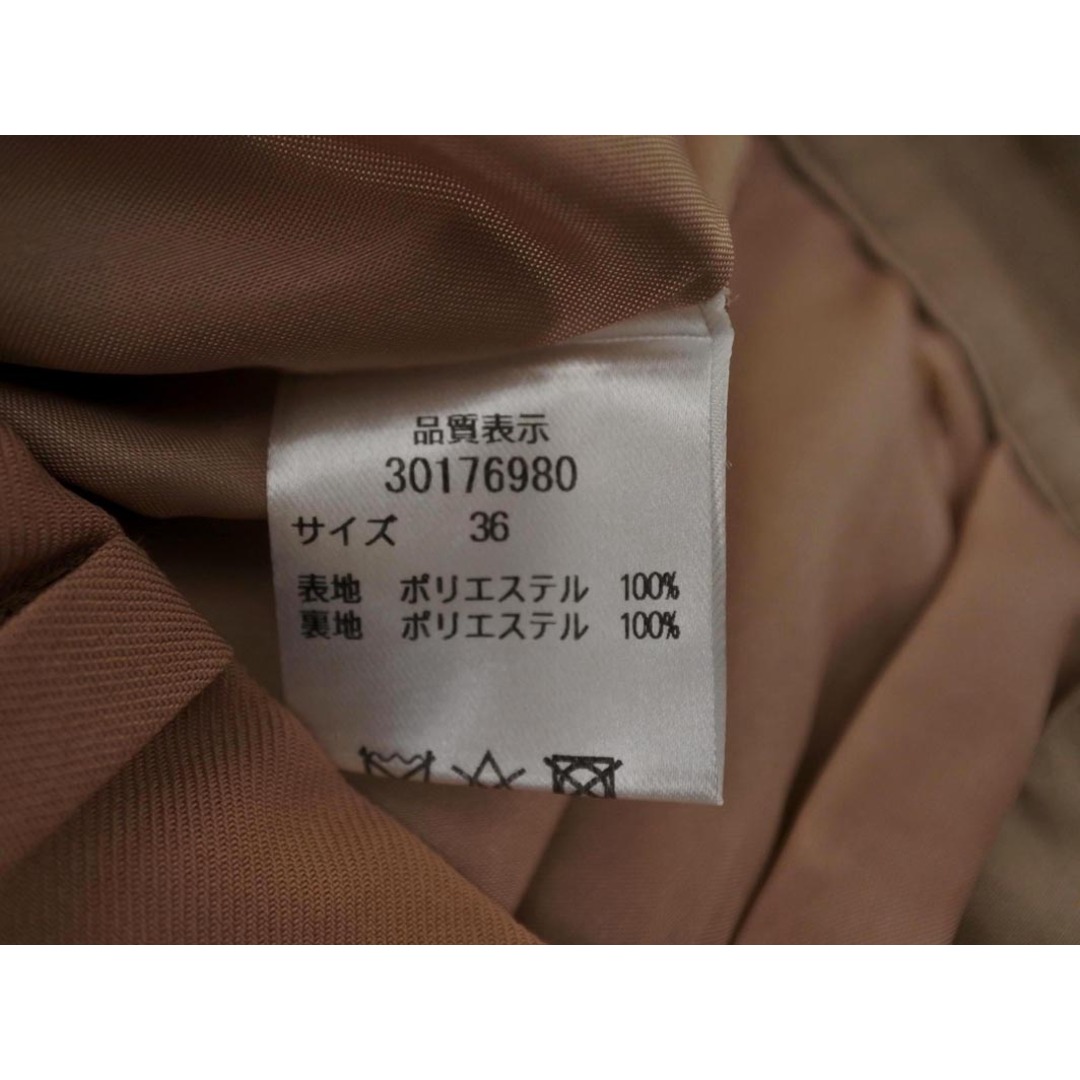 品質表示
30176980
サイズ 36
表地 ポリエステル 100%
裏地 ポリエステル 100%